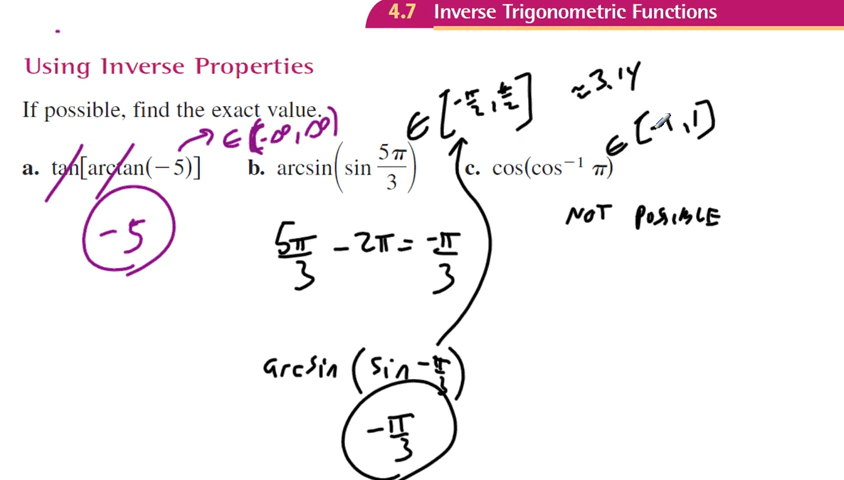 4.7 Inverse Trigonometric Functions
Using Inverse Properties
If possible, find the exact value.
a. tan[arctan(−5)]
∈ (-∞, ∞)
-5
b. arcsin(sin 5π/3)
∈ [-π/2, π/2]
5π/3 - 2π = -π/3
arcsin (sin -π/3)
-π/3
c. cos(cos⁻¹ π)
≈3.14
∈ [-1, 1]
NOT POSIBLE